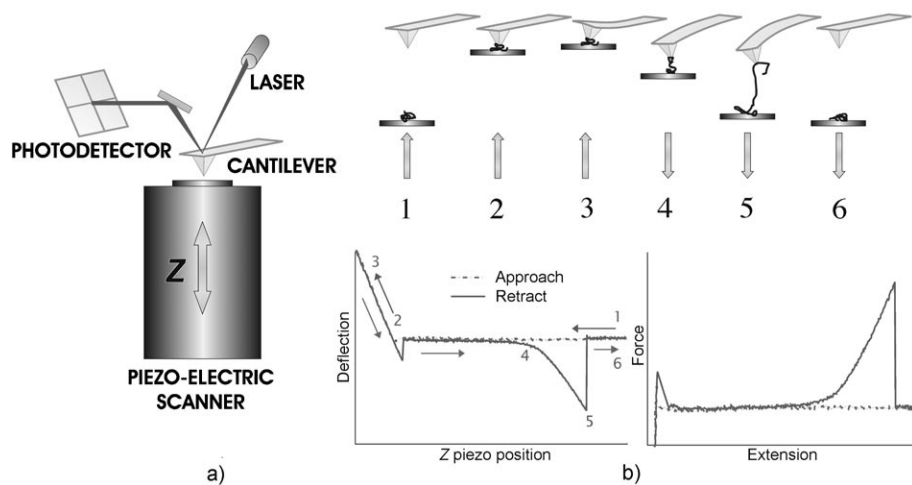 LASER
PHOTODETECTOR
CANTILEVER
Z
PIEZO-ELECTRIC
SCANNER
a)
1 2 3 4 5 6
Approach
Retract
3
2
1
4
6
5
Deflection
Z piezo position
b)
Force
Extension